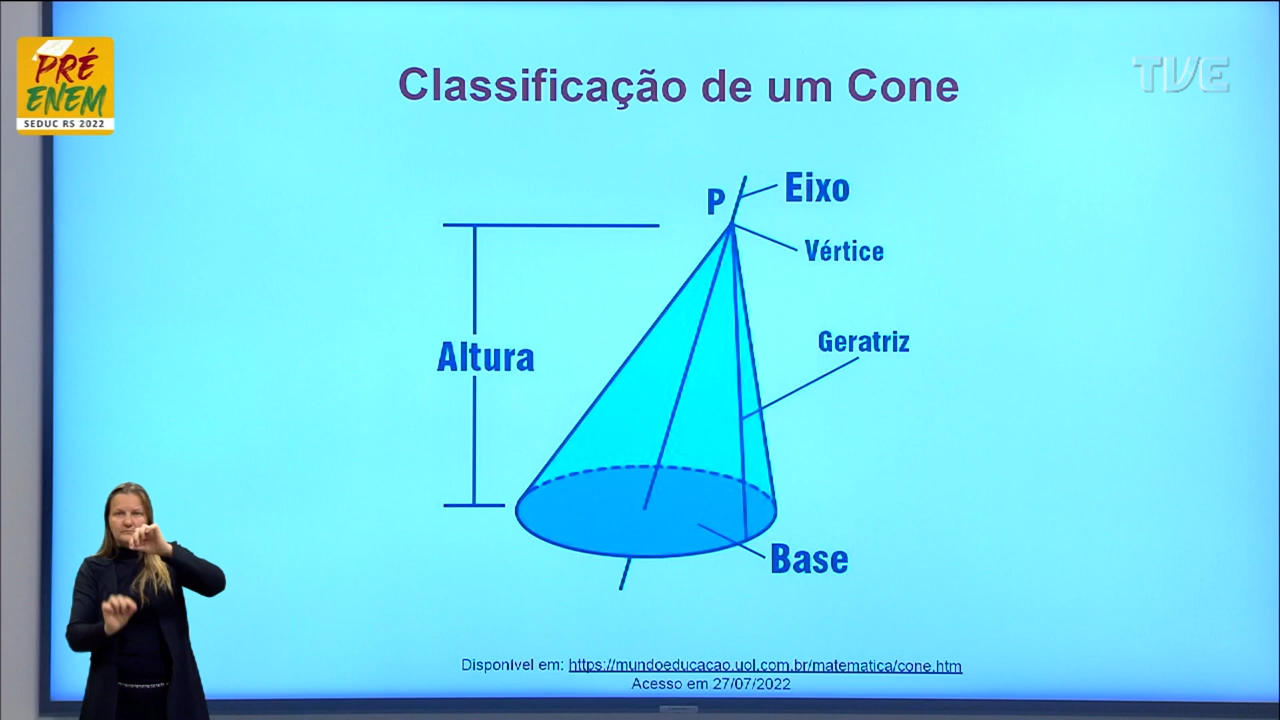 PRÉ
ENEM
SEDUC RS 2022
Classificação de um Cone
TVE
P
Eixo
Vértice
Geratriz
Altura
Base
Disponível em: https://mundoeducacao.uol.com.br/matematica/cone.htm
Acesso em 27/07/2022